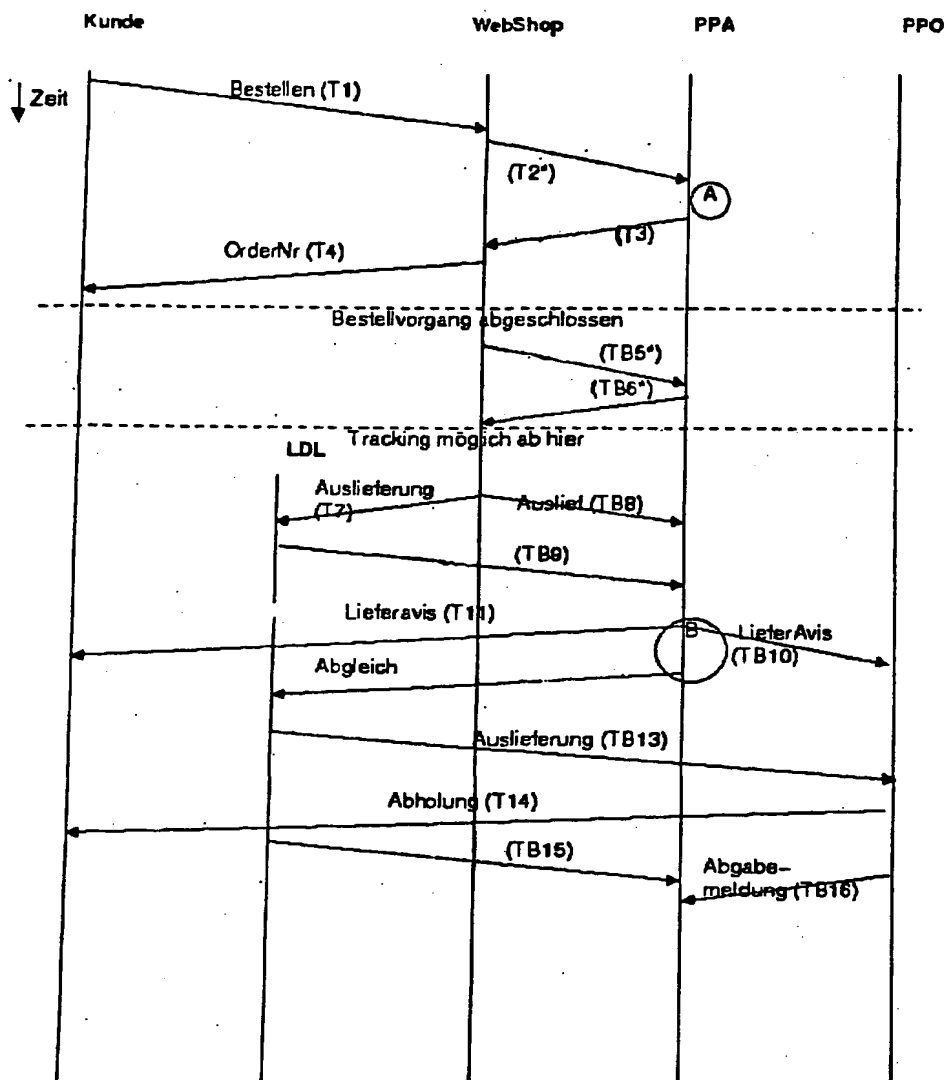 Kunde WebShop PPA PPO
Zeit
Bestellen (T1)
(T2*)
A
(T3)
OrderNr (T4)
Bestellvorgang abgeschlossen
(TB5*)
(TB6*)
Tracking möglich ab hier
LDL
Auslieferung
(T7)
Auslief (TB8)
(TB9)
Lieferavis (T11)
B
LieferAvis
(TB10)
Abgleich
Auslieferung (TB13)
Abholung (T14)
(TB15)
Abgabe-
meldung (TB16)